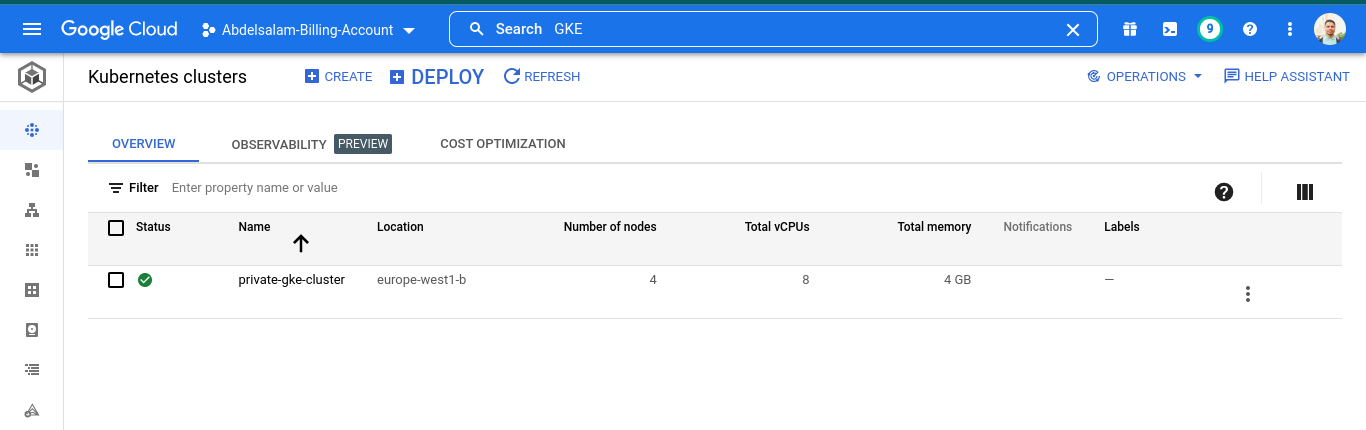 Google Cloud Abdelsalam-Billing-Account Search GKE 9
Kubernetes clusters CREATE DEPLOY REFRESH OPERATIONS HELP ASSISTANT
OVERVIEW OBSERVABILITY PREVIEW COST OPTIMIZATION
Filter Enter property name or value
Status Name Location Number of nodes Total vCPUs Total memory Notifications Labels
private-gke-cluster europe-west1-b 4 8 4 GB —